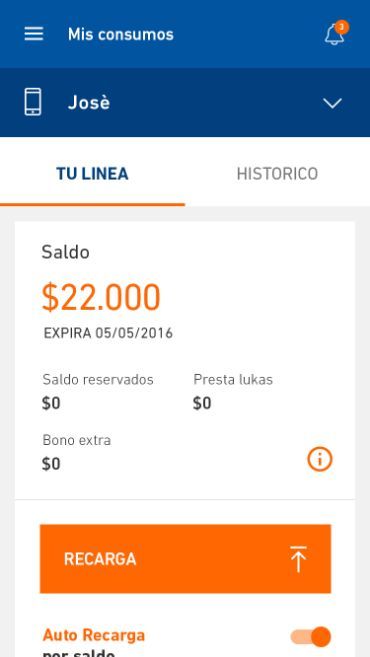 Mis consumos
3
Josè
TU LINEA
HISTORICO
Saldo
$22.000
EXPIRA 05/05/2016
Saldo reservados
Presta lukas
$0
$0
Bono extra
$0
RECARGA
Auto Recarga
por saldo